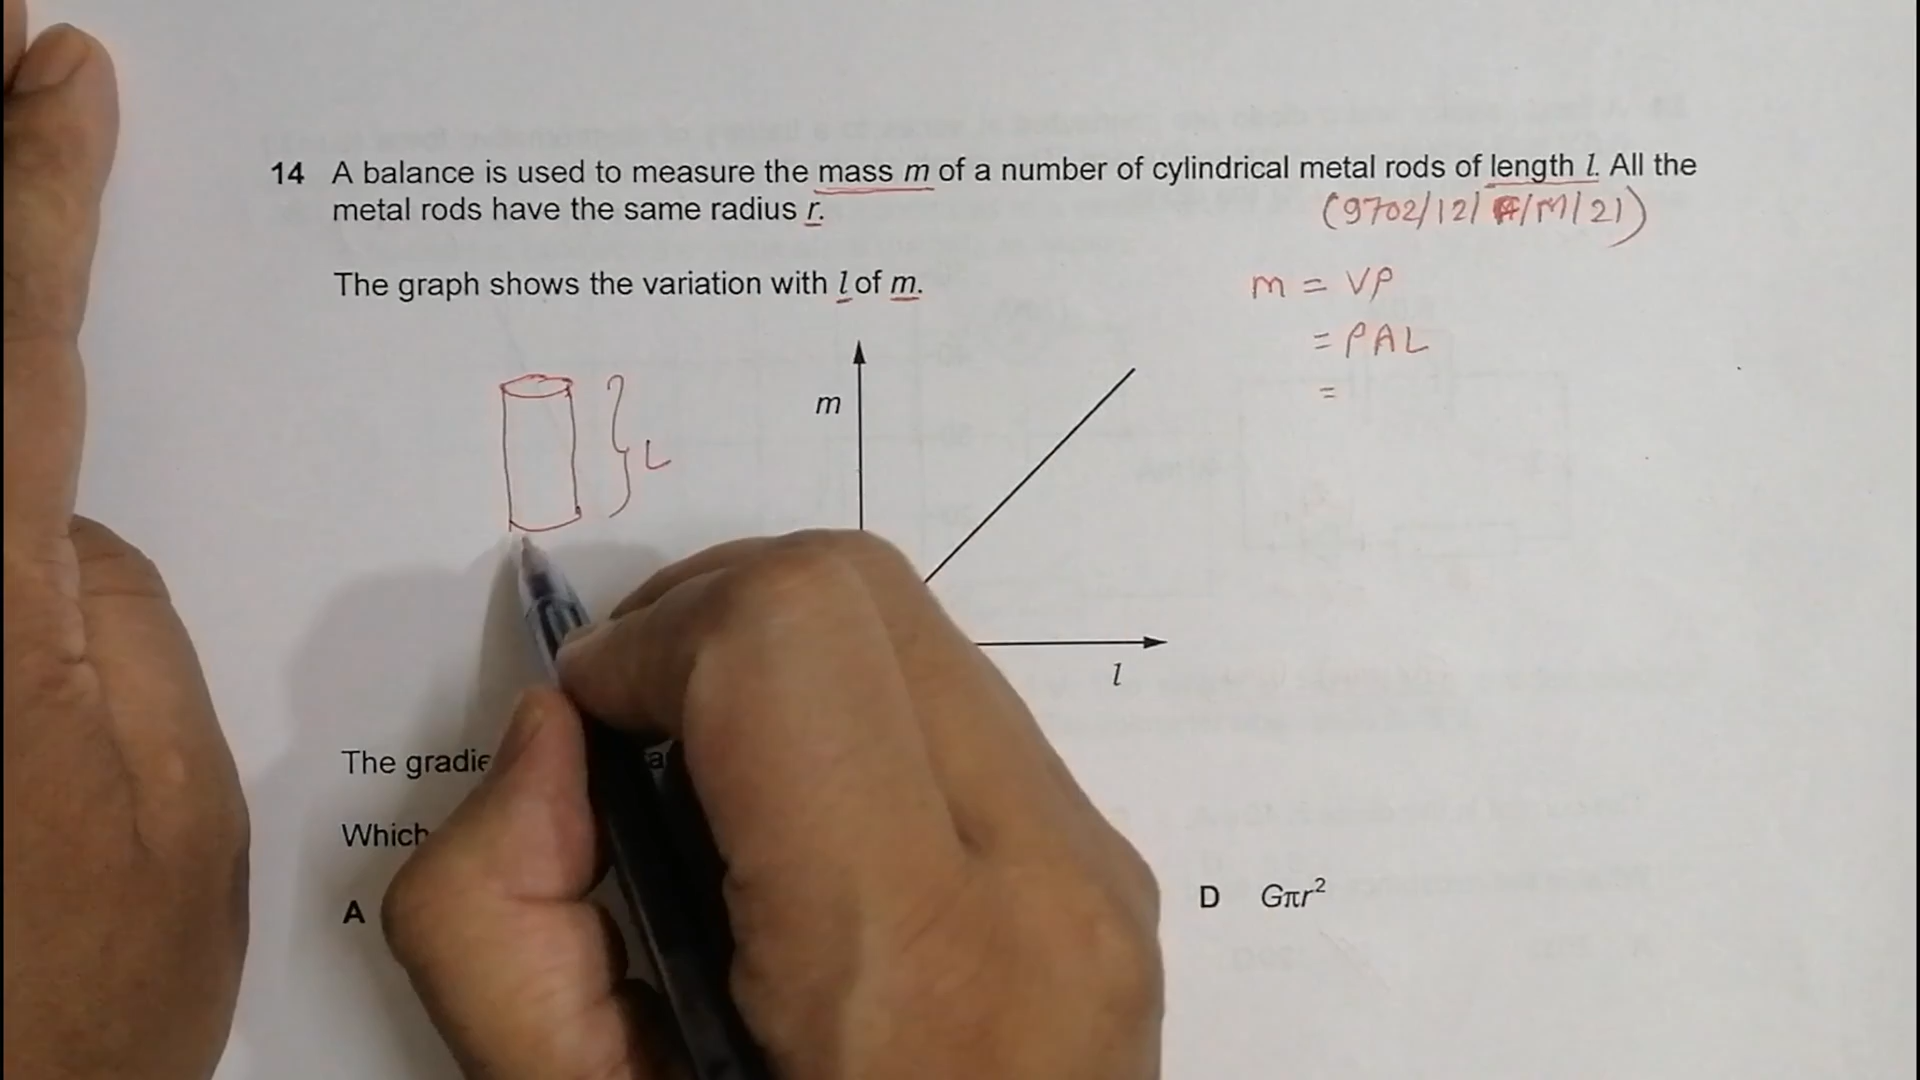 14 A balance is used to measure the mass m of a number of cylindrical metal rods of length l. All the
metal rods have the same radius r.
(9702/12/F/M/21)
The graph shows the variation with l of m.
m = Vρ
= ρAL
=
m
L
l
The
Which
A
D Gπr²